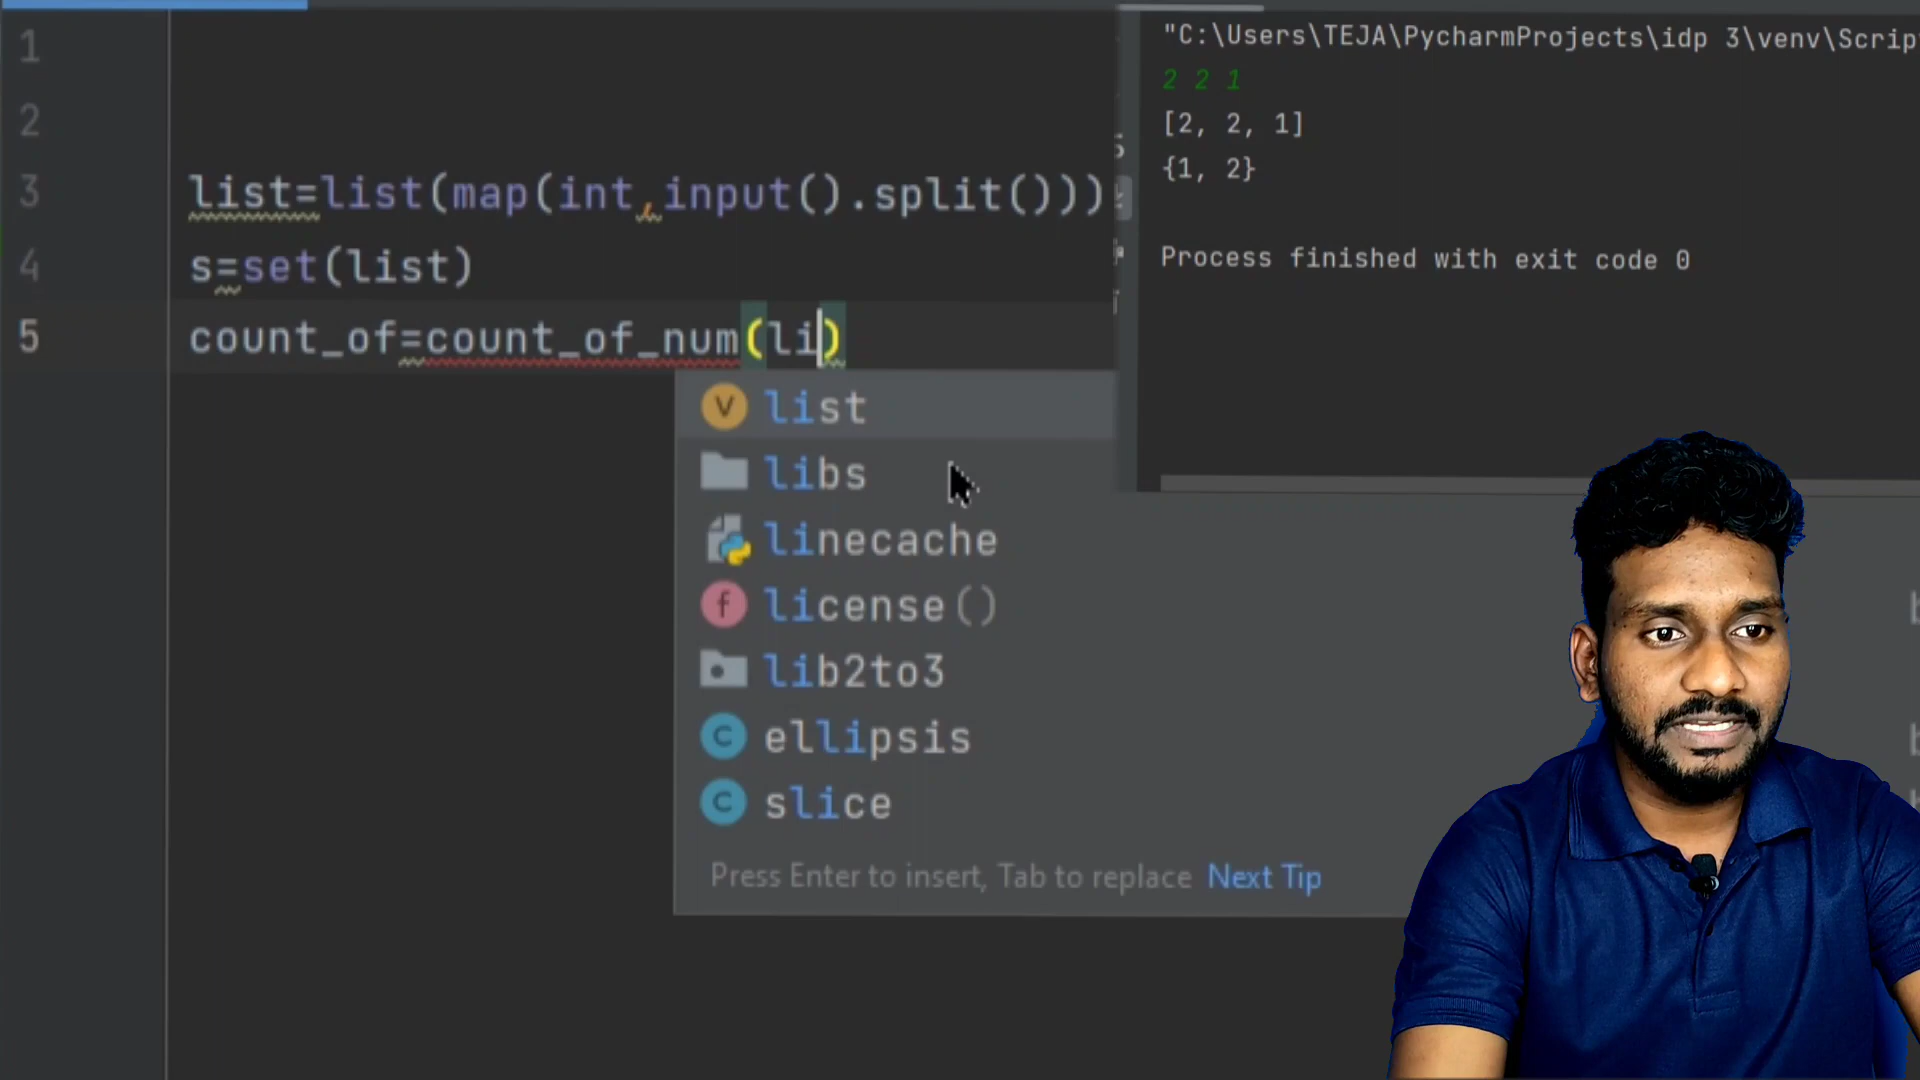 1
2
3 list=list(map(int,input().split()))
4 s=set(list)
5 count_of=count_of_num(li)
list
libs
linecache
license()
lib2to3
ellipsis
slice
Press Enter to insert, Tab to replace Next Tip
"C:\Users\TEJA\PycharmProjects\idp 3\venv\Scrip
2 2 1
[2, 2, 1]
{1, 2}
Process finished with exit code 0